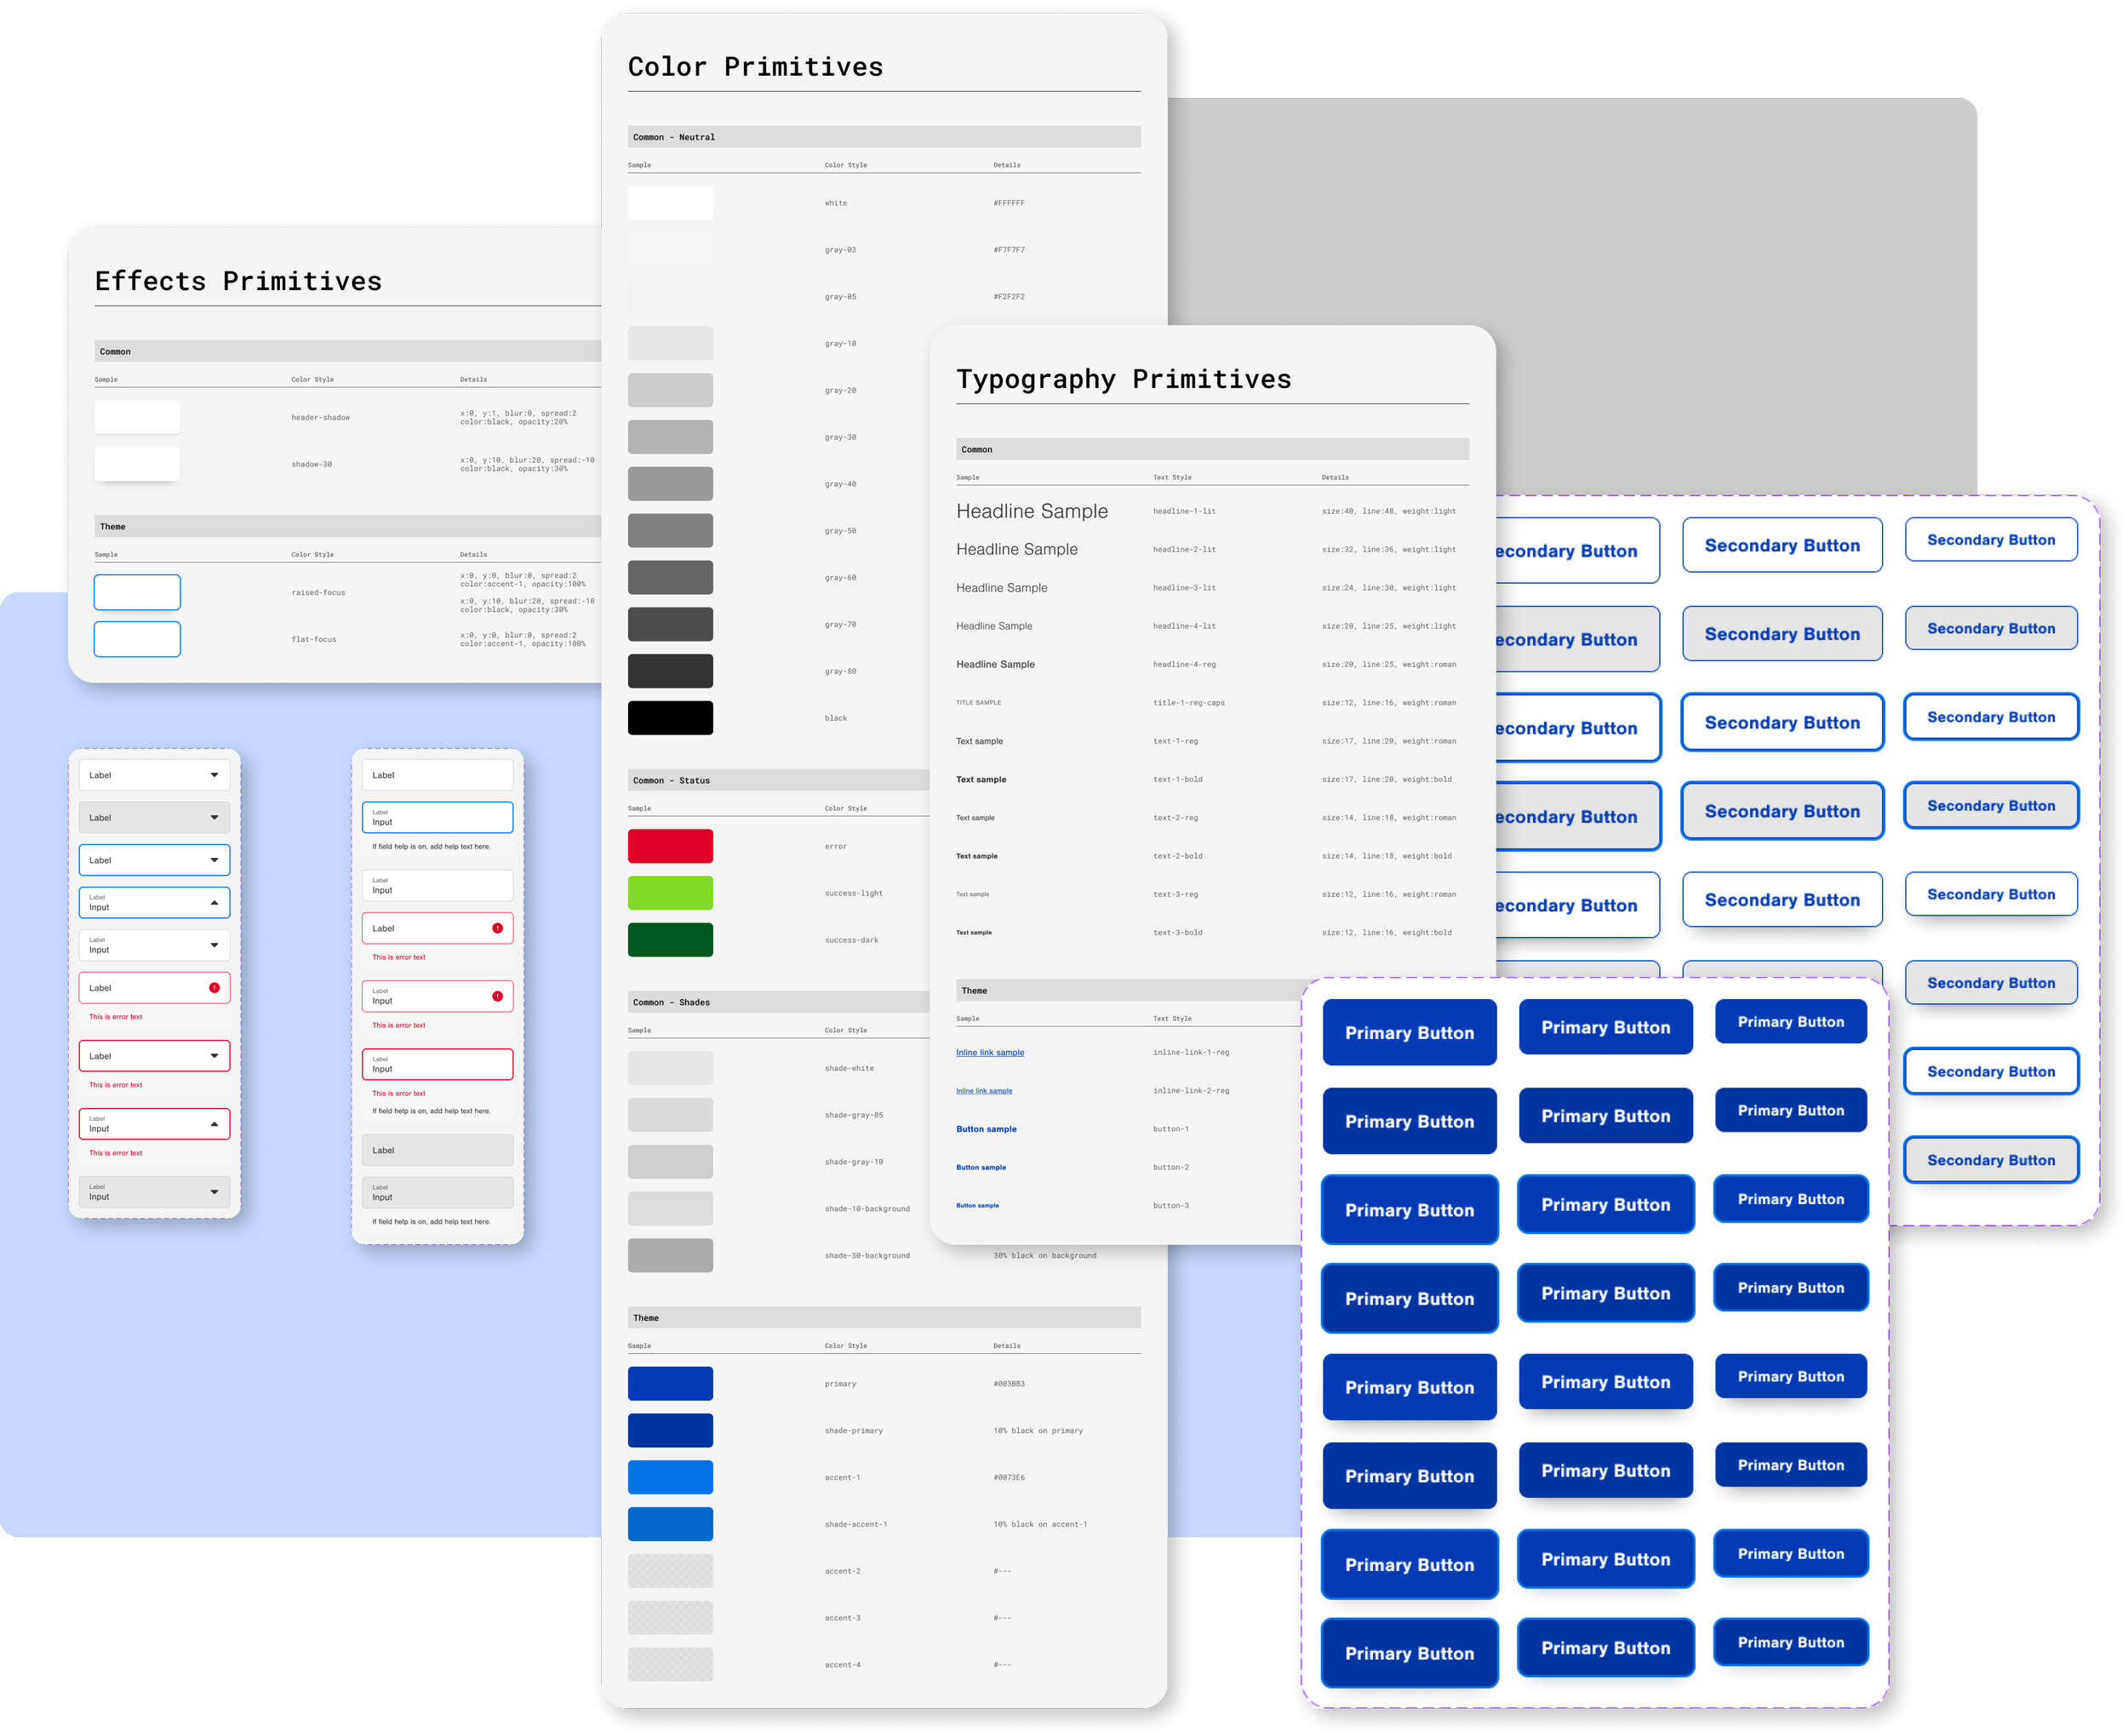 Effects Primitives
Common
Sample Color Style Details
header-shadow x:0, y:1, blur:0, spread:2
color:black, opacity:20%
shadow-30 x:0, y:10, blur:20, spread:-10
color:black, opacity:30%
Theme
Sample Color Style Details
raised-focus x:0, y:0, blur:0, spread:2
color:accent-1, opacity:100%
x:0, y:10, blur:20, spread:-10
color:black, opacity:30%
flat-focus x:0, y:0, blur:0, spread:2
color:accent-1, opacity:100%
Label
Label
Label
Label
Input
Label
Input
Label
This is error text
Label
This is error text
Label
Input
This is error text
Label
Input
Label
Label
Input
If field help is on, add help text here.
Label
Input
Label
This is error text
Label
Input
This is error text
Label
Input
This is error text
If field help is on, add help text here.
Label
Label
Input
If field help is on, add help text here.
Color Primitives
Common - Neutral
Sample Color Style Details
white #FFFFFF
gray-03 #F7F7F7
gray-05 #F2F2F2
gray-10
gray-20
gray-30
gray-40
gray-50
gray-60
gray-70
gray-80
black
Common - Status
Sample Color Style
error
success-light
success-dark
Common - Shades
Sample Color Style
shade-white
shade-gray-05
shade-gray-10
shade-10-background
shade-30-background 30% black on background
Theme
Sample Color Style Details
primary #003BB3
shade-primary 10% black on primary
accent-1 #0073E6
shade-accent-1 10% black on accent-1
accent-2 #---
accent-3 #---
accent-4 #---
Typography Primitives
Common
Sample Text Style Details
Headline Sample headline-1-lit size:40, line:48, weight:light
Headline Sample headline-2-lit size:32, line:36, weight:light
Headline Sample headline-3-lit size:24, line:30, weight:light
Headline Sample headline-4-lit size:20, line:25, weight:light
Headline Sample headline-4-reg size:20, line:25, weight:roman
TITLE SAMPLE title-1-reg-caps size:12, line:16, weight:roman
Text sample text-1-reg size:17, line:20, weight:roman
Text sample text-1-bold size:17, line:20, weight:bold
Text sample text-2-reg size:14, line:18, weight:roman
Text sample text-2-bold size:14, line:18, weight:bold
Text sample text-3-reg size:12, line:16, weight:roman
Text sample text-3-bold size:12, line:16, weight:bold
Theme
Sample Text Style
Inline link sample inline-link-1-reg
Inline link sample inline-link-2-reg
Button sample button-1
Button sample button-2
Button sample button-3
econdary Button Secondary Button Secondary Button
econdary Button Secondary Button Secondary Button
econdary Button Secondary Button Secondary Button
econdary Button Secondary Button Secondary Button
econdary Button Secondary Button Secondary Button
Secondary Button
Secondary Button
Secondary Button
Primary Button Primary Button Primary Button
Primary Button Primary Button Primary Button
Primary Button Primary Button Primary Button
Primary Button Primary Button Primary Button
Primary Button Primary Button Primary Button
Primary Button Primary Button Primary Button
Primary Button Primary Button Primary Button
Primary Button Primary Button Primary Button